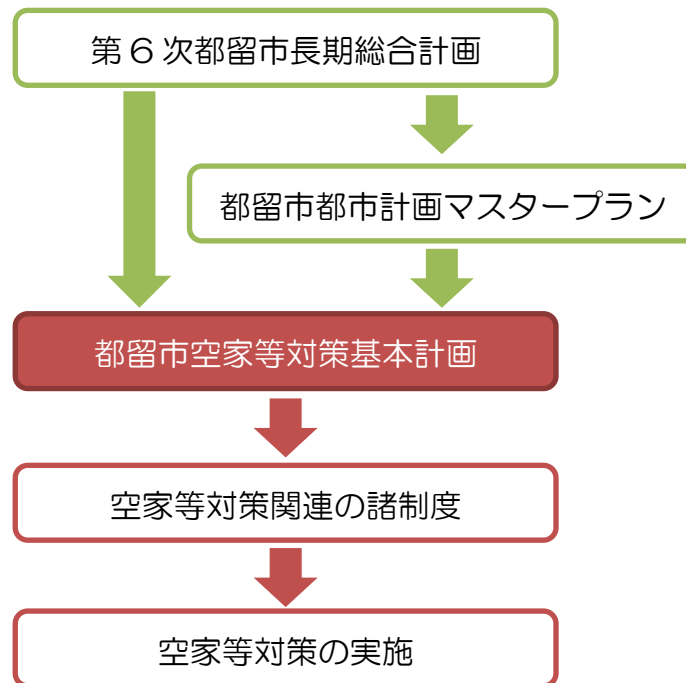 第６次都留市長期総合計画
都留市都市計画マスタープラン
都留市空家等対策基本計画
空家等対策関連の諸制度
空家等対策の実施